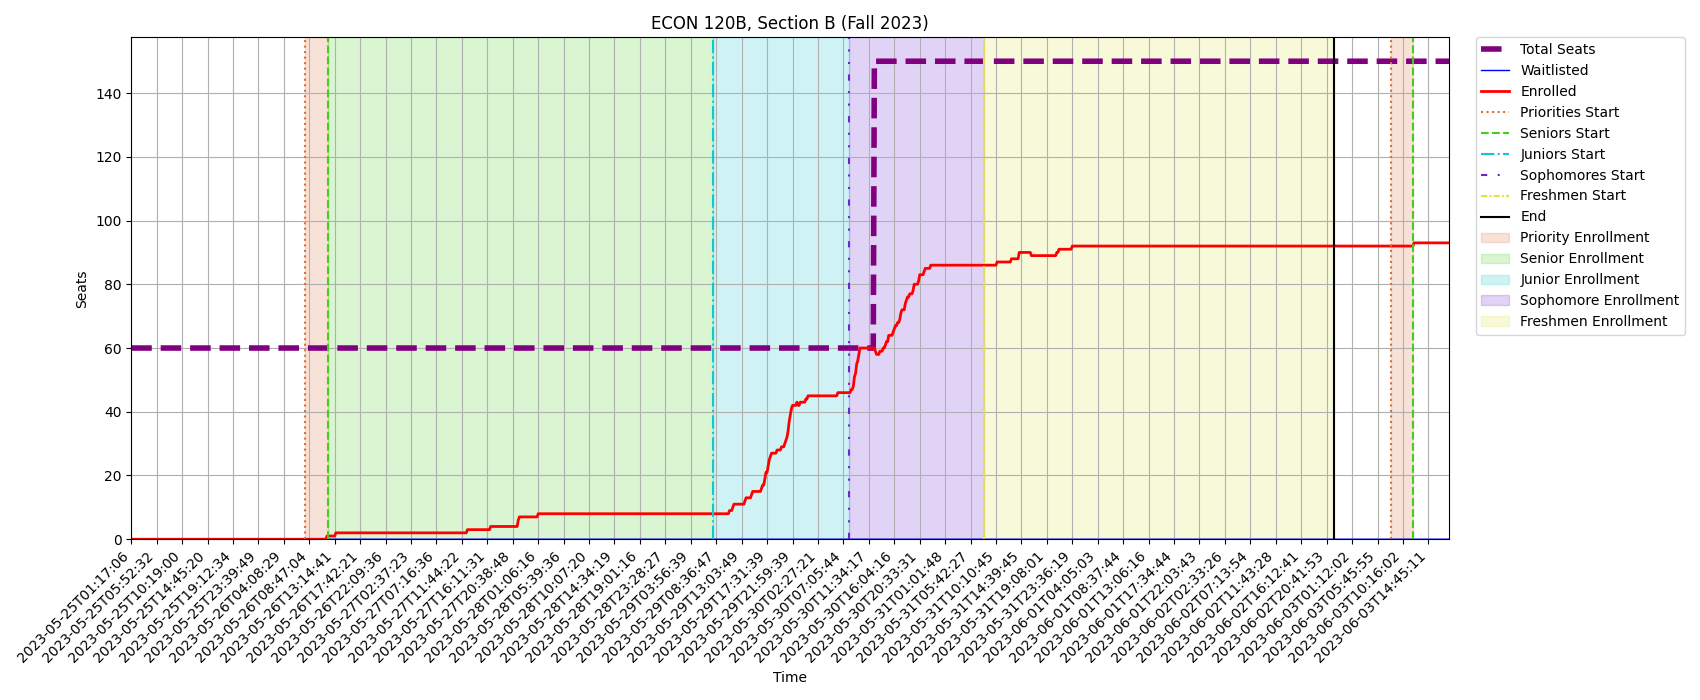 ECON 120B, Section B (Fall 2023)
Seats
140
120
100
80
60
40
20
0
2023-05-25T01:17:06
2023-05-25T05:52:32
2023-05-25T10:19:00
2023-05-25T14:45:20
2023-05-25T19:12:34
2023-05-25T23:39:49
2023-05-26T04:08:29
2023-05-26T08:47:04
2023-05-26T13:14:41
2023-05-26T17:42:21
2023-05-26T22:09:36
2023-05-27T02:37:23
2023-05-27T07:16:36
2023-05-27T11:44:22
2023-05-27T16:11:31
2023-05-27T20:38:48
2023-05-28T01:06:16
2023-05-28T05:39:36
2023-05-28T10:07:20
2023-05-28T14:34:19
2023-05-28T19:01:16
2023-05-28T23:28:27
2023-05-29T03:56:39
2023-05-29T08:36:47
2023-05-29T13:03:49
2023-05-29T17:31:39
2023-05-29T21:59:39
2023-05-30T02:27:21
2023-05-30T07:05:44
2023-05-30T11:34:17
2023-05-30T16:04:16
2023-05-30T20:33:31
2023-05-31T01:01:48
2023-05-31T05:42:27
2023-05-31T10:10:45
2023-05-31T14:39:45
2023-05-31T19:08:01
2023-05-31T23:36:19
2023-06-01T04:05:03
2023-06-01T08:37:44
2023-06-01T13:06:16
2023-06-01T17:34:44
2023-06-01T22:03:43
2023-06-02T02:33:26
2023-06-02T07:13:54
2023-06-02T11:43:28
2023-06-02T16:12:41
2023-06-02T20:41:53
2023-06-03T01:12:02
2023-06-03T05:45:55
2023-06-03T10:16:02
2023-06-03T14:45:11
Time
Total Seats
Waitlisted
Enrolled
Priorities Start
Seniors Start
Juniors Start
Sophomores Start
Freshmen Start
End
Priority Enrollment
Senior Enrollment
Junior Enrollment
Sophomore Enrollment
Freshmen Enrollment